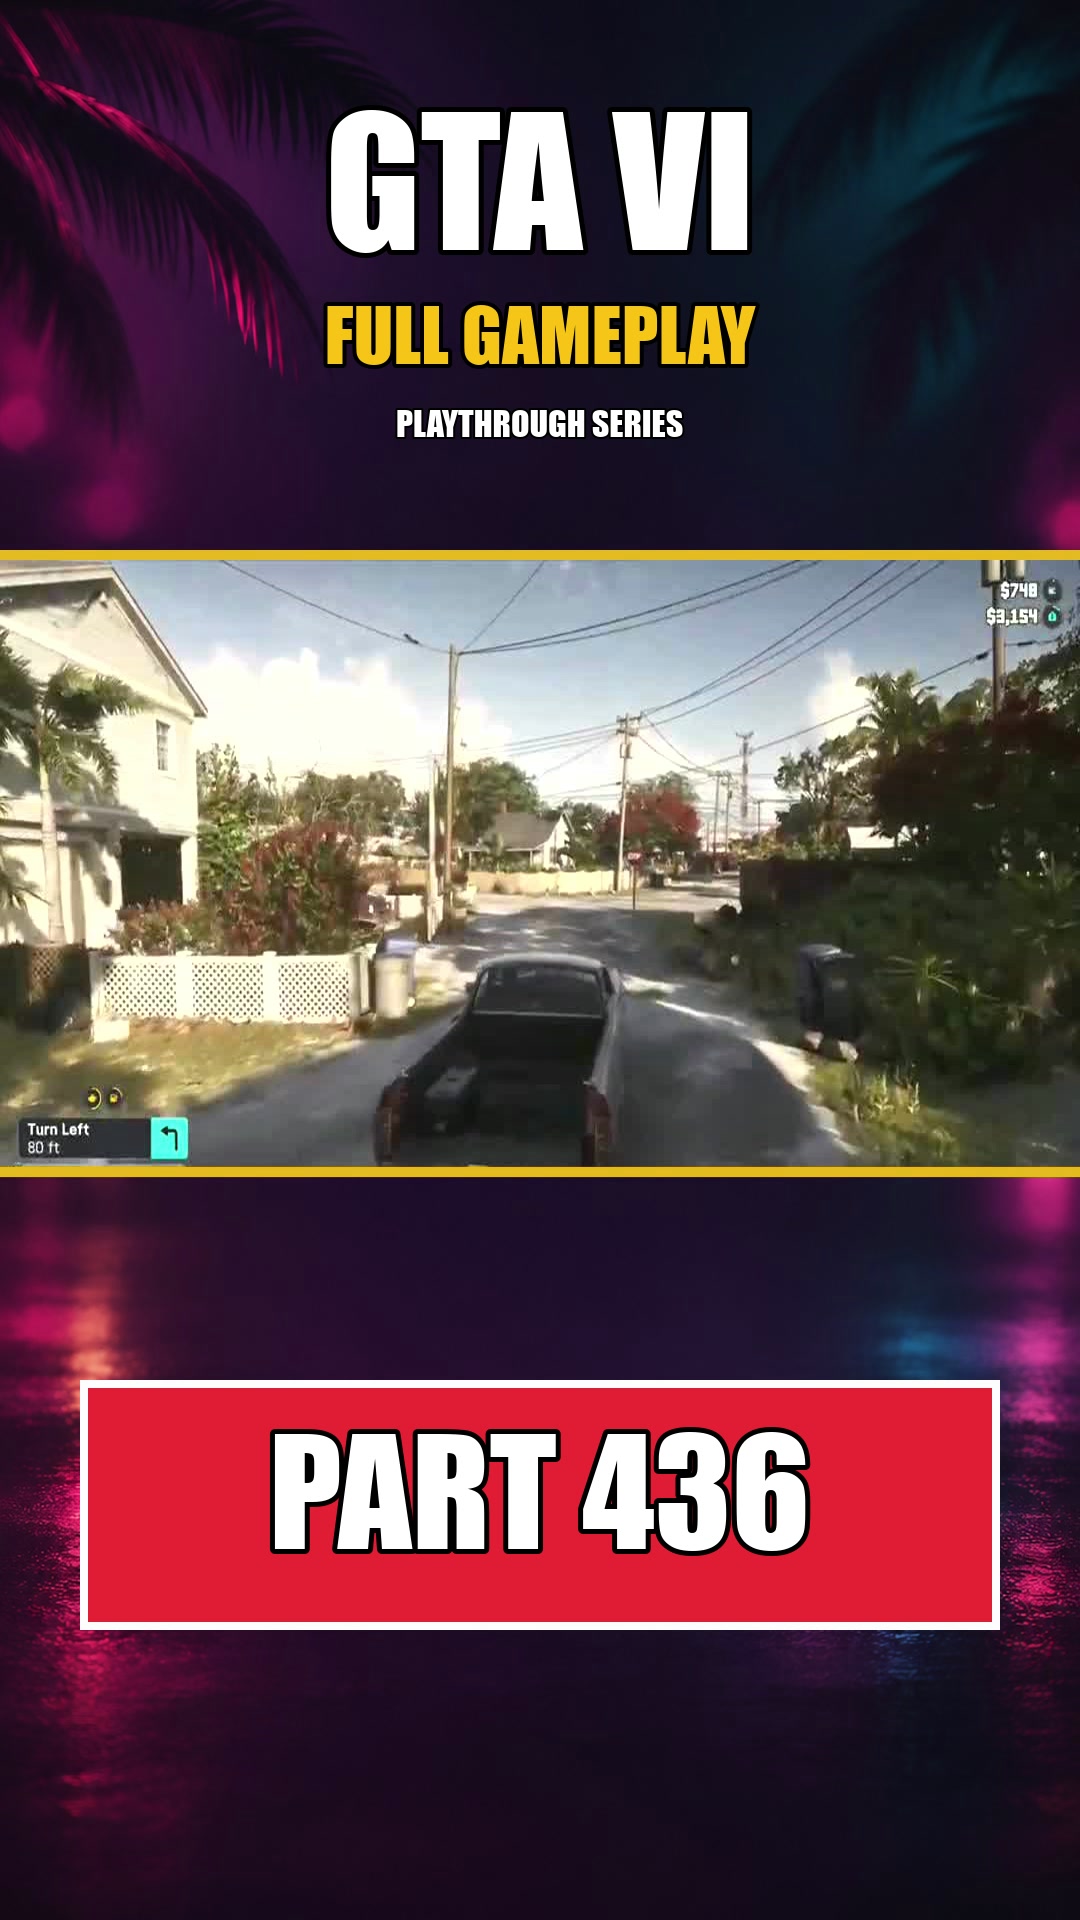 GTA VI
FULL GAMEPLAY
PLAYTHROUGH SERIES
$748
$3,154
Turn Left
80 ft
PART 436